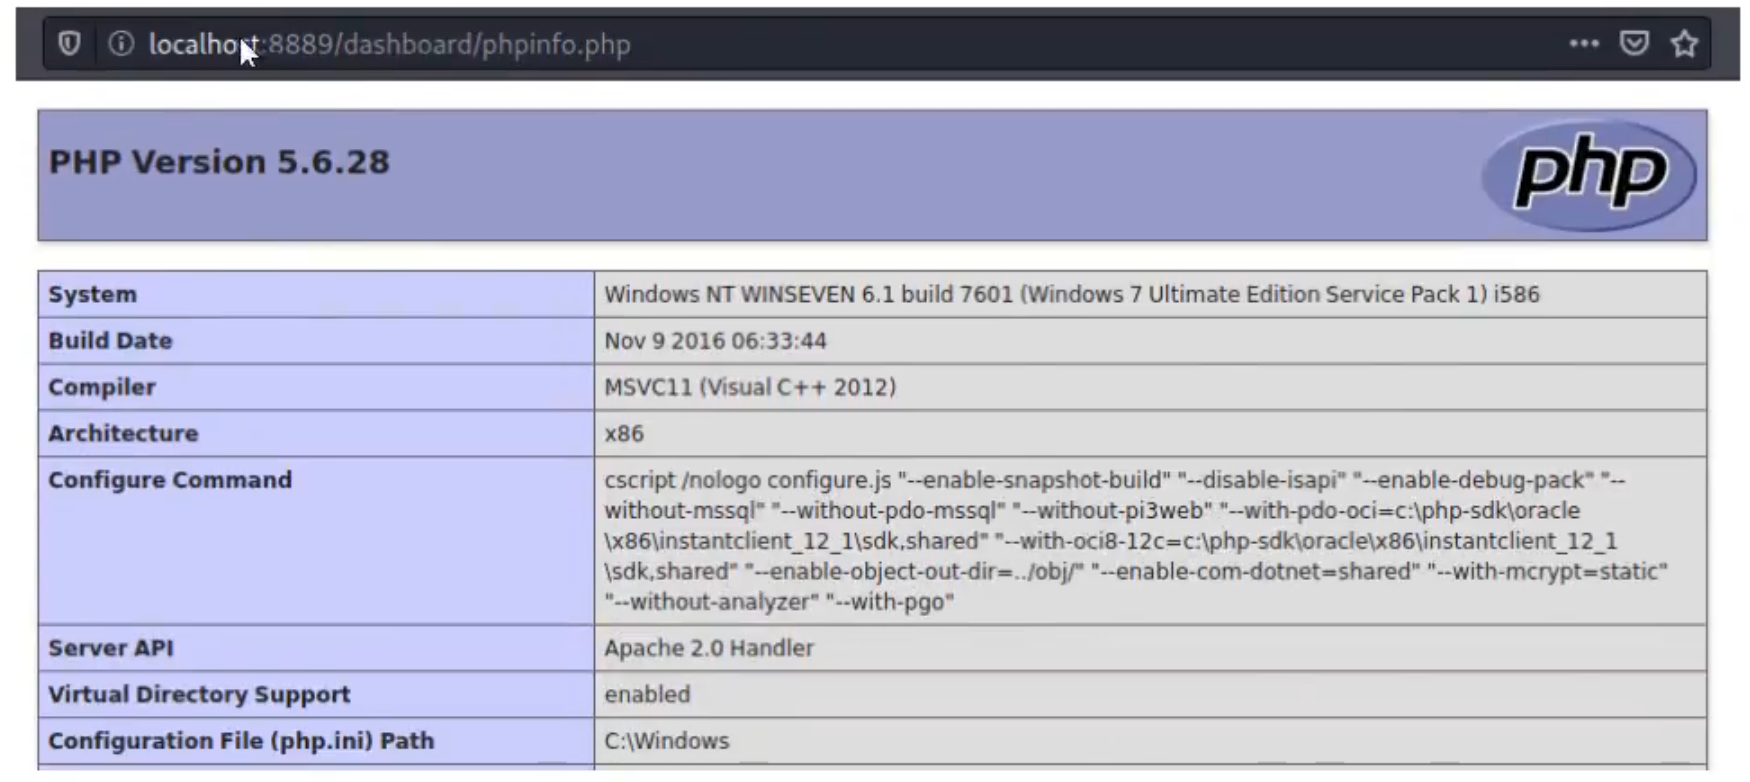 localhost:8889/dashboard/phpinfo.php
PHP Version 5.6.28
php
System Windows NT WINSEVEN 6.1 build 7601 (Windows 7 Ultimate Edition Service Pack 1) i586
Build Date Nov 9 2016 06:33:44
Compiler MSVC11 (Visual C++ 2012)
Architecture x86
Configure Command cscript /nologo configure.js "--enable-snapshot-build" "--disable-isapi" "--enable-debug-pack" "--
without-mssql" "--without-pdo-mssql" "--without-pi3web" "--with-pdo-oci=c:\php-sdk\oracle
\x86\instantclient_12_1\sdk,shared" "--with-oci8-12c=c:\php-sdk\oracle\x86\instantclient_12_1
\sdk,shared" "--enable-object-out-dir=../obj/" "--enable-com-dotnet=shared" "--with-mcrypt=static"
"--without-analyzer" "--with-pgo"
Server API Apache 2.0 Handler
Virtual Directory Support enabled
Configuration File (php.ini) Path C:\Windows